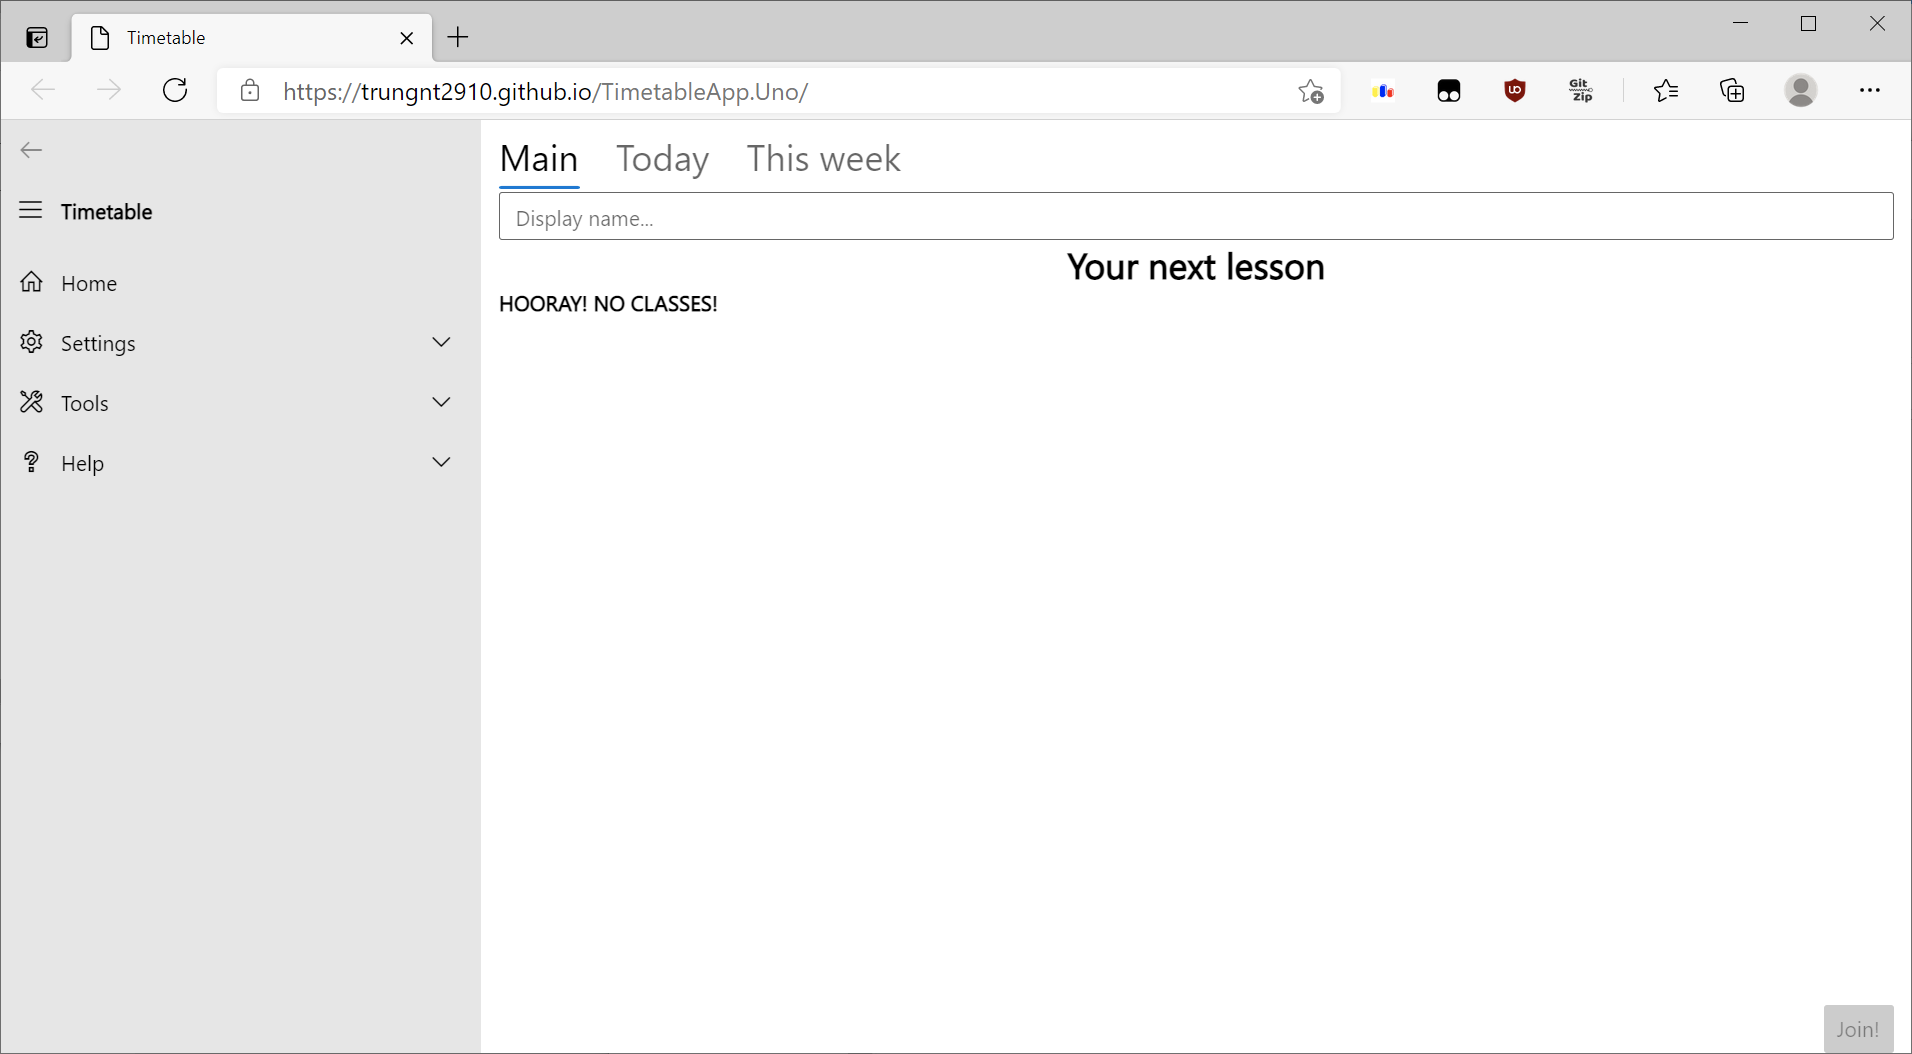 Timetable
https://trungnt2910.github.io/TimetableApp.Uno/
Git
Zip
Timetable
Home
Settings
Tools
Help
Main Today This week
Display name...
Your next lesson
HOORAY! NO CLASSES!
Join!